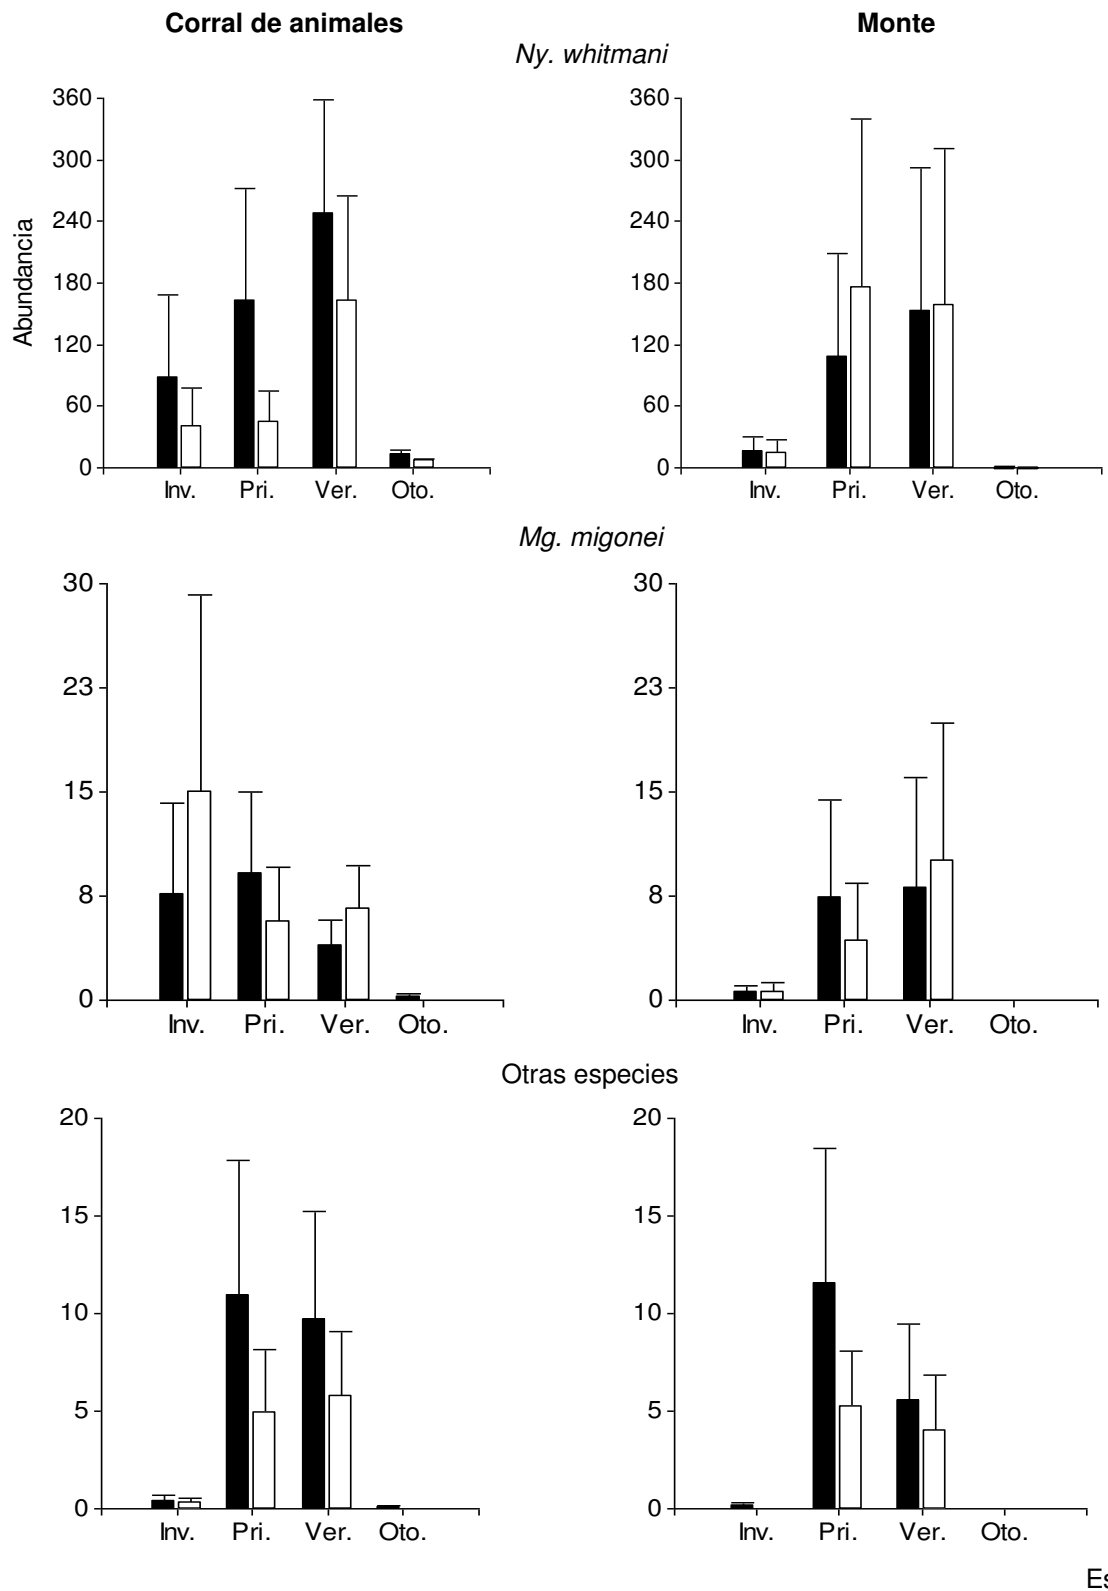 Corral de animales Monte
Ny. whitmani
Abundancia
360
300
240
180
120
60
0
Inv. Pri. Ver. Oto.
360
300
240
180
120
60
0
Inv. Pri. Ver. Oto.
Mg. migonei
30
23
15
8
0
Inv. Pri. Ver. Oto.
30
23
15
8
0
Inv. Pri. Ver. Oto.
Otras especies
20
15
10
5
0
Inv. Pri. Ver. Oto.
20
15
10
5
0
Inv. Pri. Ver. Oto.
Es